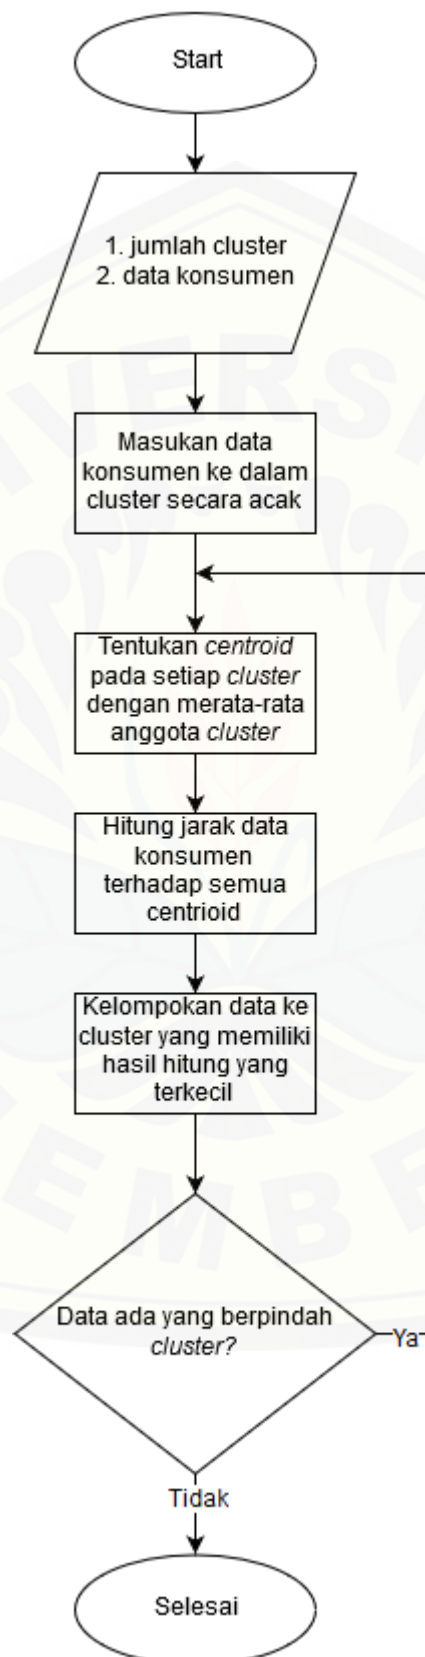 Start
1. jumlah cluster
2. data konsumen
Masukan data
konsumen ke dalam
cluster secara acak
Tentukan centroid
pada setiap cluster
dengan merata-rata
anggota cluster
Hitung jarak data
konsumen
terhadap semua
centrioid
Kelompokan data ke
cluster yang memiliki
hasil hitung yang
terkecil
Data ada yang berpindah
cluster?
Ya
Tidak
Selesai